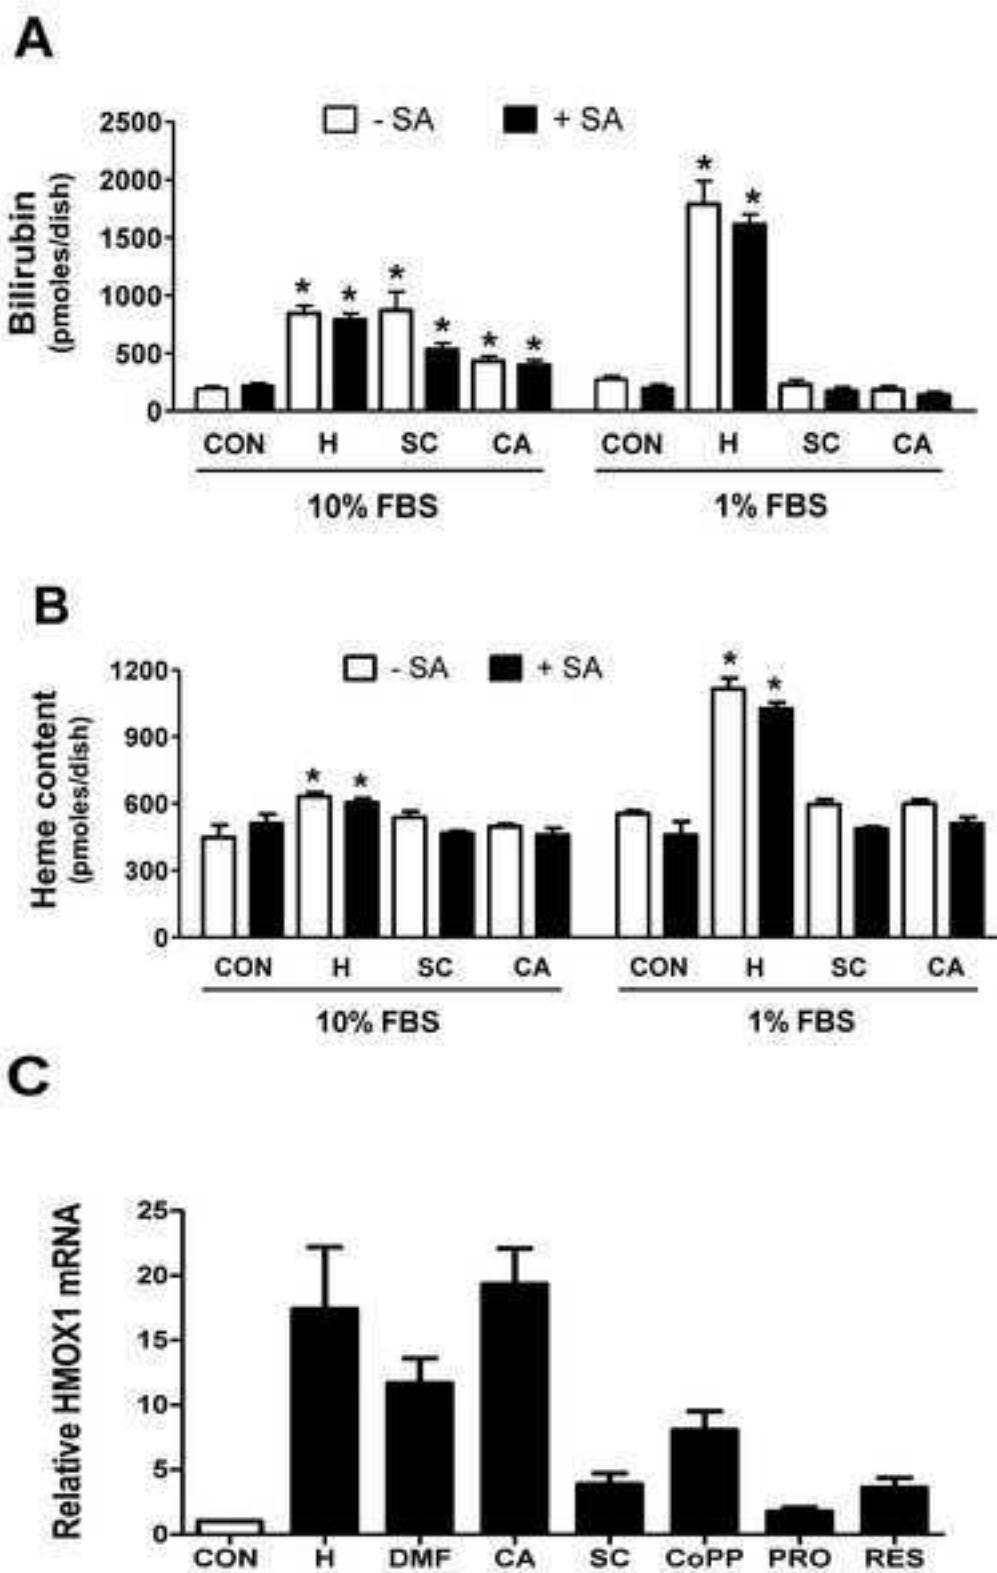 A
- SA + SA
2500
2000
1500
1000
500
0
Bilirubin
(pmoles/dish)
* * * * * * * *
CON H SC CA CON H SC CA
10% FBS 1% FBS
B
- SA + SA
1200
900
600
300
0
Heme content
(pmoles/dish)
* * * *
CON H SC CA CON H SC CA
10% FBS 1% FBS
C
25
20
15
10
5
0
Relative HMOX1 mRNA
CON H DMF CA SC CoPP PRO RES